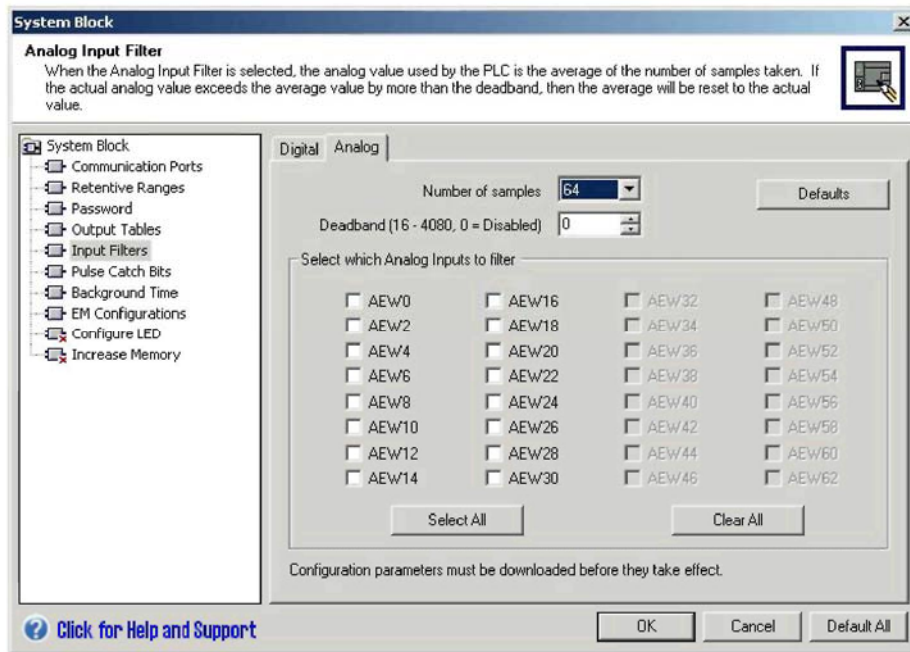 System Block
Analog Input Filter
When the Analog Input Filter is selected, the analog value used by the PLC is the average of the number of samples taken. If
the actual analog value exceeds the average value by more than the deadband, then the average will be reset to the actual
value.
System Block
Communication Ports
Retentive Ranges
Password
Output Tables
Input Filters
Pulse Catch Bits
Background Time
EM Configurations
Configure LED
Increase Memory
Digital Analog
Number of samples 64 Defaults
Deadband (16 - 4080, 0 = Disabled) 0
Select which Analog Inputs to filter
AEW0 AEW16 AEW32 AEW48
AEW2 AEW18 AEW34 AEW50
AEW4 AEW20 AEW36 AEW52
AEW6 AEW22 AEW38 AEW54
AEW8 AEW24 AEW40 AEW56
AEW10 AEW26 AEW42 AEW58
AEW12 AEW28 AEW44 AEW60
AEW14 AEW30 AEW46 AEW62
Select All Clear All
Configuration parameters must be downloaded before they take effect.
Click for Help and Support OK Cancel Default All